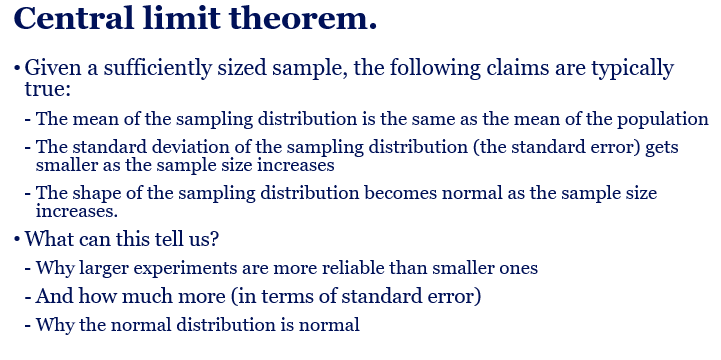 Central limit theorem.
• Given a sufficiently sized sample, the following claims are typically
true:
- The mean of the sampling distribution is the same as the mean of the population
- The standard deviation of the sampling distribution (the standard error) gets
smaller as the sample size increases
- The shape of the sampling distribution becomes normal as the sample size
increases.
• What can this tell us?
- Why larger experiments are more reliable than smaller ones
- And how much more (in terms of standard error)
- Why the normal distribution is normal